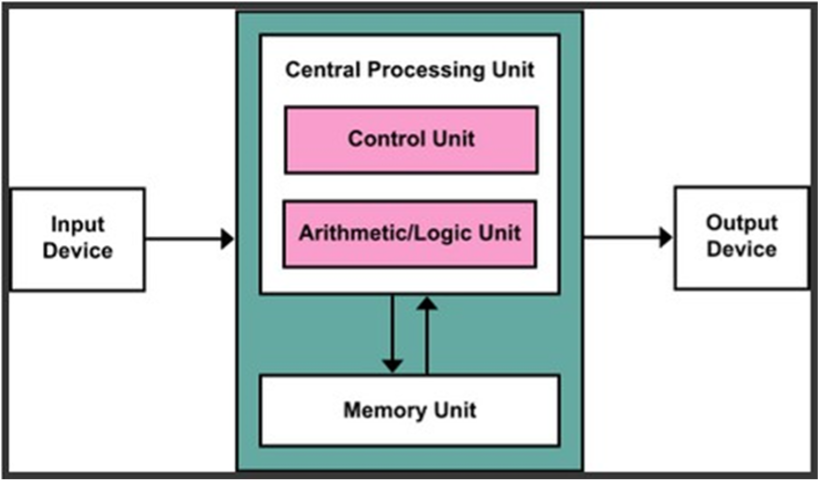 Central Processing Unit
Control Unit
Arithmetic/Logic Unit
Input
Device
Output
Device
Memory Unit